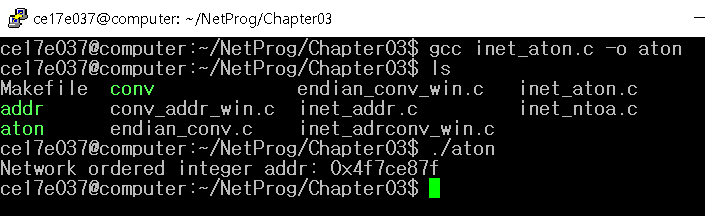 ce17e037@computer: ~/NetProg/Chapter03
ce17e037@computer:~/NetProg/Chapter03$ gcc inet_aton.c -o aton
ce17e037@computer:~/NetProg/Chapter03$ ls
Makefile conv endian_conv_win.c inet_aton.c
addr conv_addr_win.c inet_addr.c inet_ntoa.c
aton endian_conv.c inet_adrconv_win.c
ce17e037@computer:~/NetProg/Chapter03$ ./aton
Network ordered integer addr: 0x4f7ce87f
ce17e037@computer:~/NetProg/Chapter03$